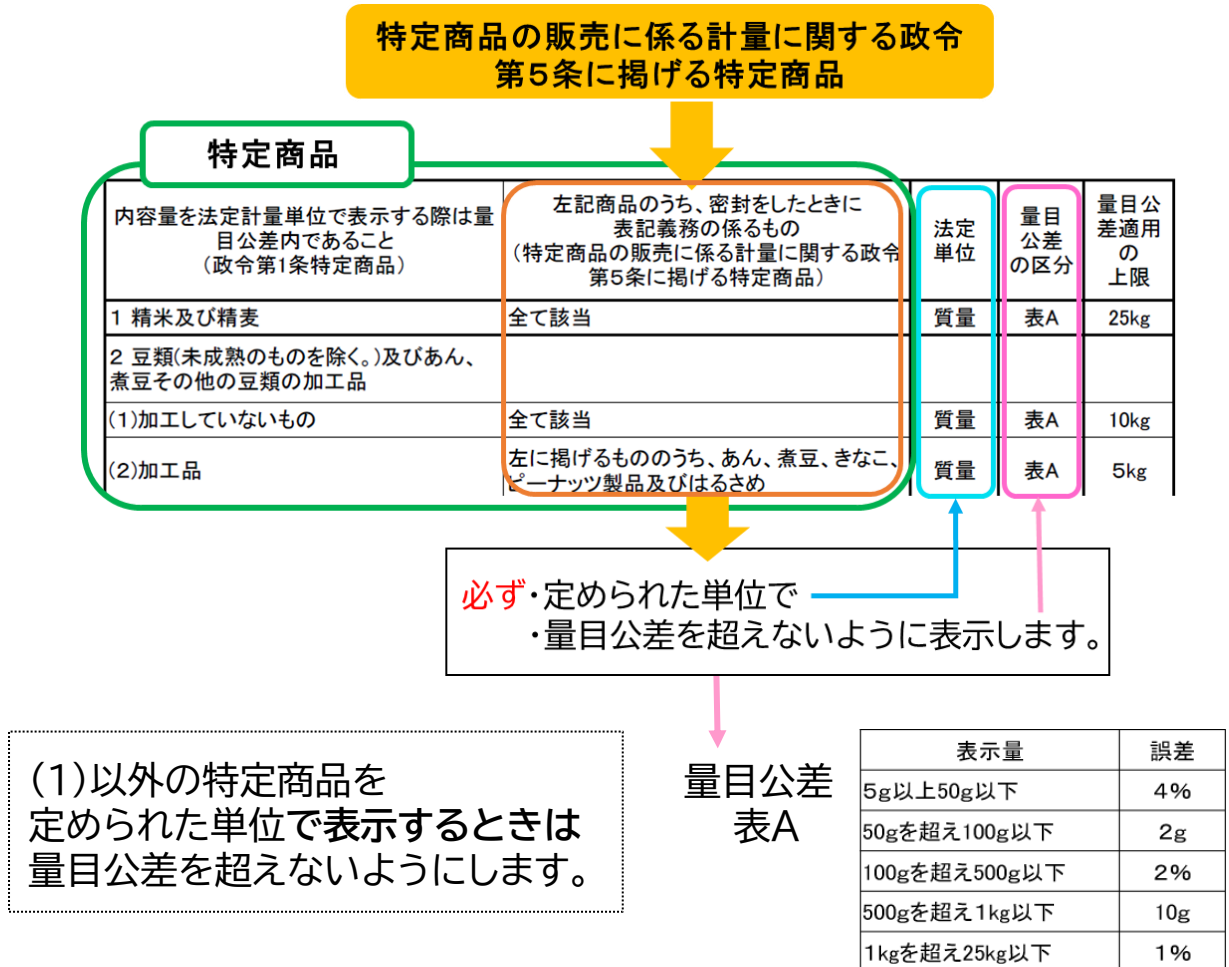 特定商品の販売に係る計量に関する政令
第5条に掲げる特定商品
特定商品
内容量を法定計量単位で表示する際は量
目公差内であること
(政令第1条特定商品)
左記商品のうち、密封をしたときに
表記義務の係るもの
(特定商品の販売に係る計量に関する政令
第5条に掲げる特定商品)
法定
単位
量目
公差
の区分
量目公
差適用
の
上限
1 精米及び精麦
全て該当
質量
表A
25kg
2 豆類(未成熟のものを除く。)及びあん、
煮豆その他の豆類の加工品
(1)加工していないもの
全て該当
質量
表A
10kg
(2)加工品
左に掲げるもののうち、あん、煮豆、きなこ、
ピーナッツ製品及びはるさめ
質量
表A
5kg
必ず・定められた単位で
・量目公差を超えないように表示します。
(1)以外の特定商品を
定められた単位で表示するときは
量目公差を超えないようにします。
量目公差
表A
表示量
誤差
5g以上50g以下
4%
50gを超え100g以下
2g
100gを超え500g以下
2%
500gを超え1kg以下
10g
1kgを超え25kg以下
1%